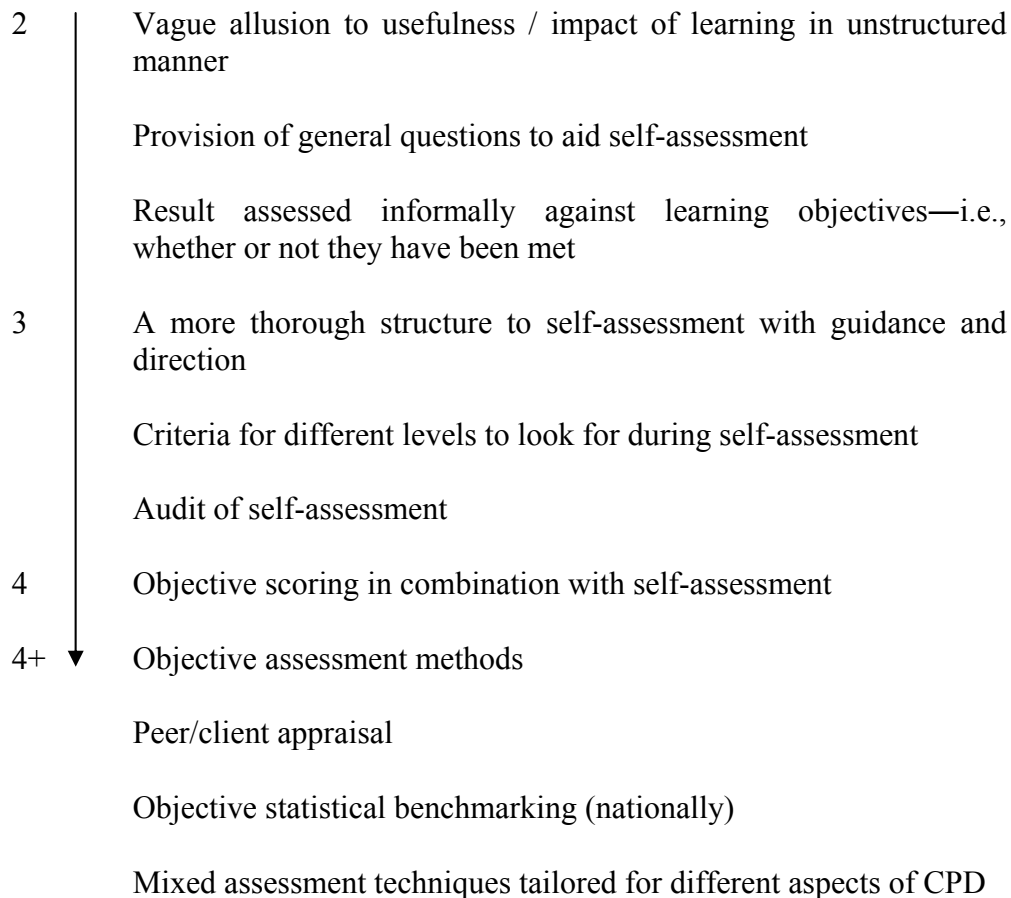 2 Vague allusion to usefulness / impact of learning in unstructured
manner
Provision of general questions to aid self-assessment
Result assessed informally against learning objectives—i.e.,
whether or not they have been met
3 A more thorough structure to self-assessment with guidance and
direction
Criteria for different levels to look for during self-assessment
Audit of self-assessment
4 Objective scoring in combination with self-assessment
4+ Objective assessment methods
Peer/client appraisal
Objective statistical benchmarking (nationally)
Mixed assessment techniques tailored for different aspects of CPD